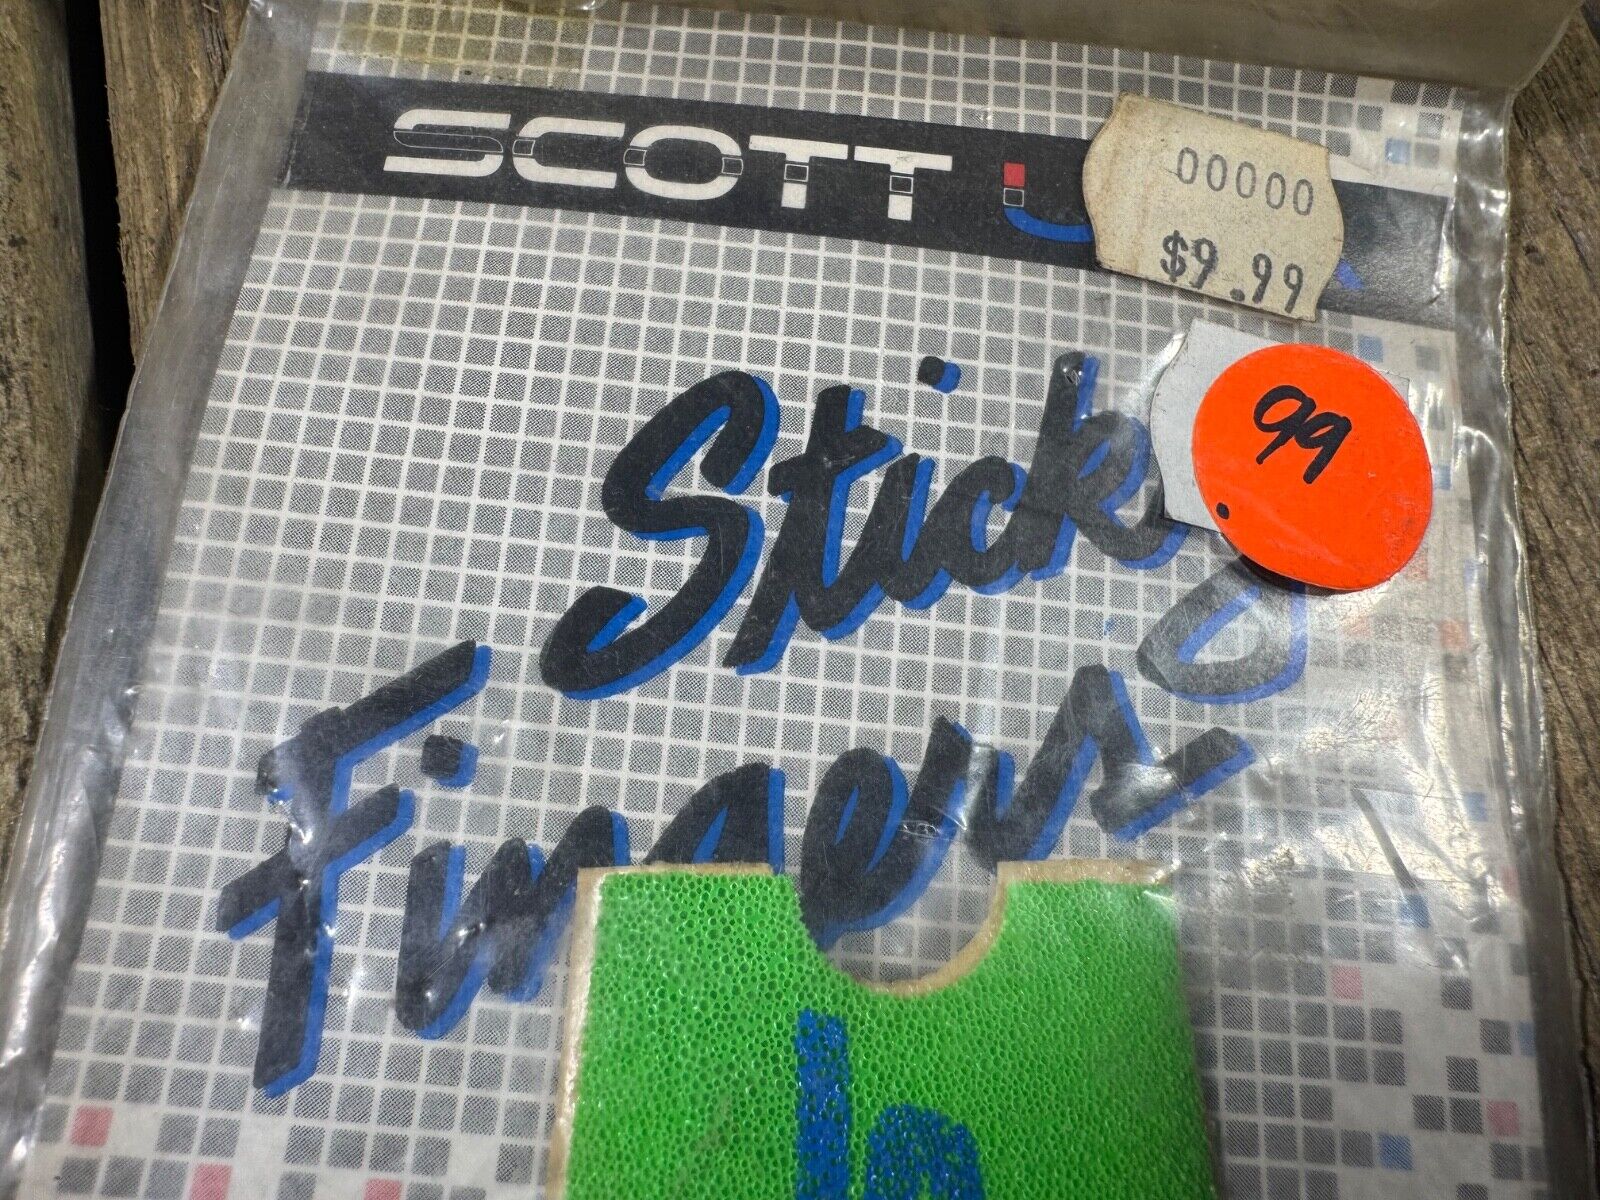 SCOTT
00000
$9.99
.99
Sticky
Fingers